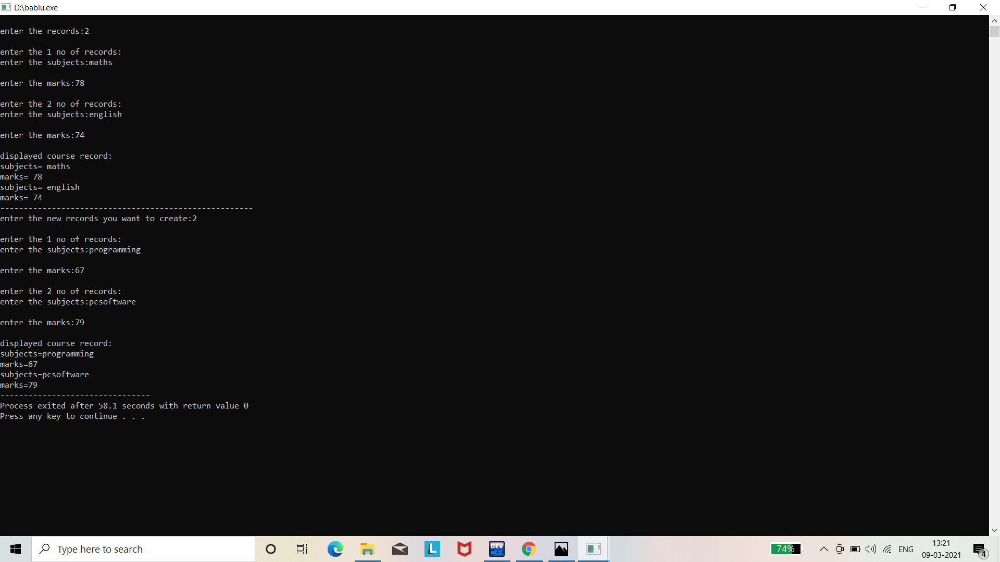 D:\bablu.exe
enter the records:2
enter the 1 no of records:
enter the subjects:maths
enter the marks:78
enter the 2 no of records:
enter the subjects:english
enter the marks:74
displayed course record:
subjects= maths
marks= 78
subjects= english
marks= 74
------------------------------------------------------
enter the new records you want to create:2
enter the 1 no of records:
enter the subjects:programming
enter the marks:67
enter the 2 no of records:
enter the subjects:pcsoftware
enter the marks:79
displayed course record:
subjects=programming
marks=67
subjects=pcsoftware
marks=79
--------------------------------
Process exited after 58.1 seconds with return value 0
Press any key to continue . . .
Type here to search
L
DEV
C++
74%
ENG
13:21
09-03-2021
4